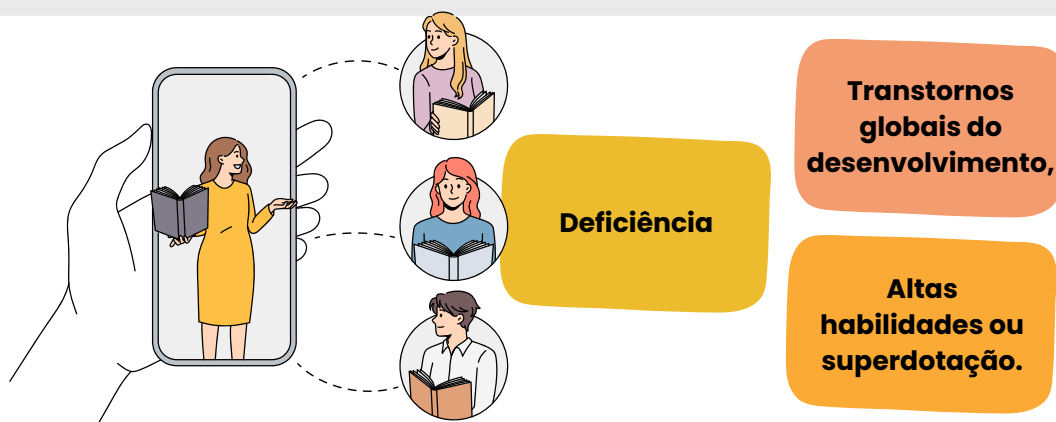 Deficiência
Transtornos
globais do
desenvolvimento,
Altas
habilidades ou
superdotação.